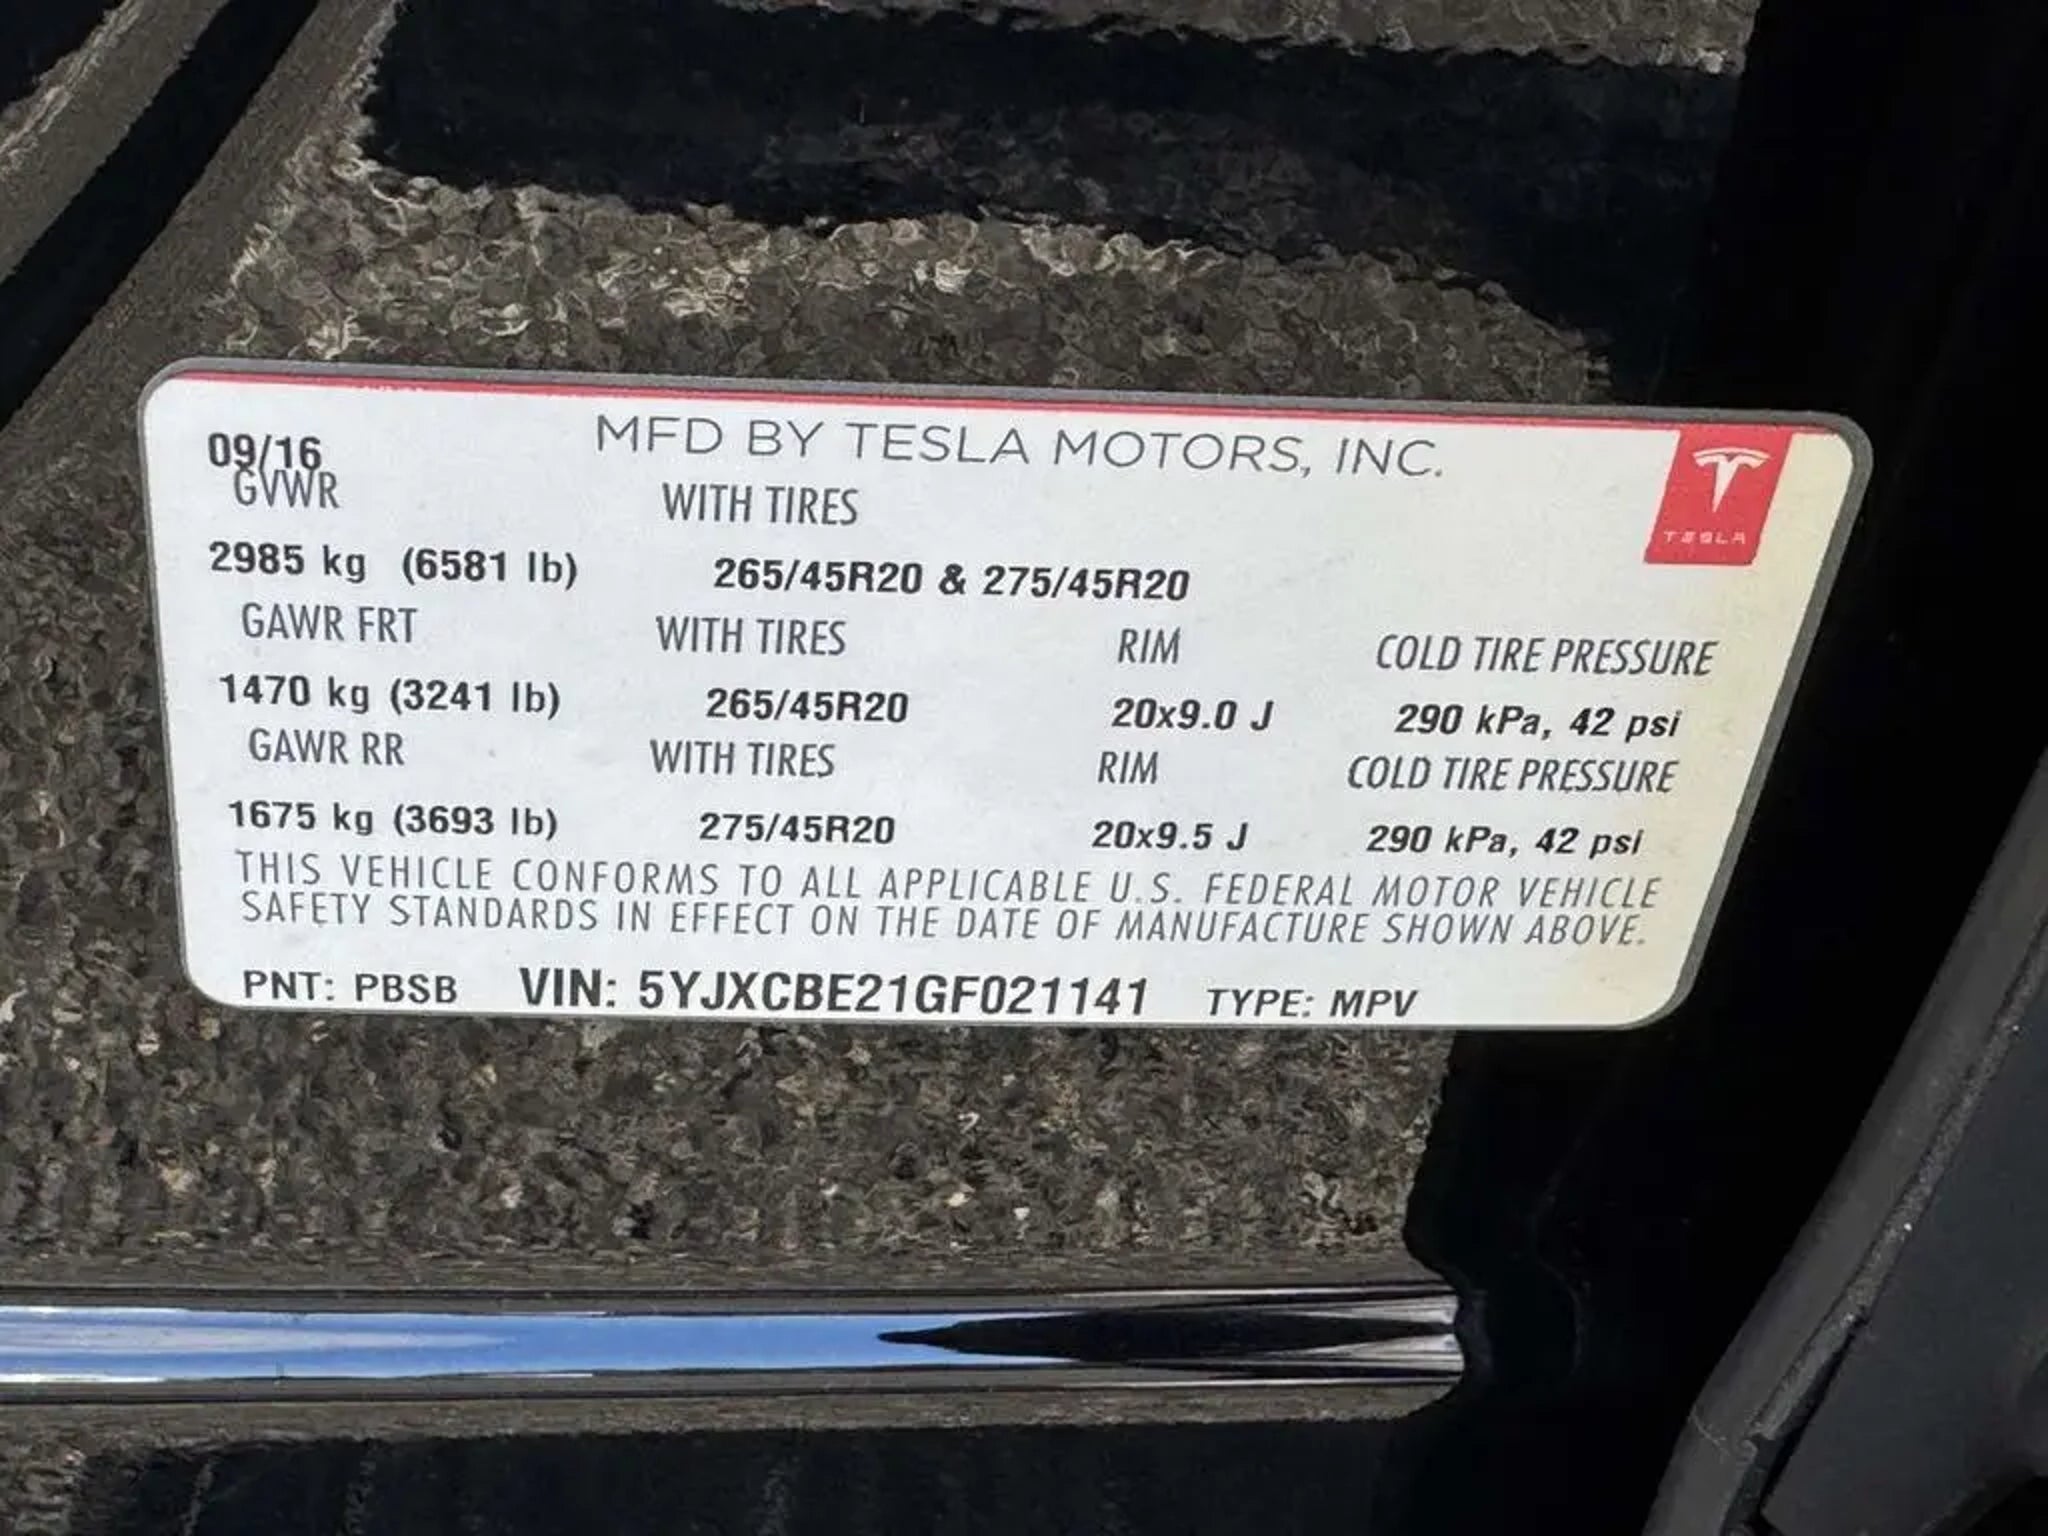 MFD BY TESLA MOTORS, INC.
09/16
GVWR WITH TIRES
TESLA
2985 kg (6581 lb) 265/45R20 & 275/45R20
GAWR FRT WITH TIRES RIM COLD TIRE PRESSURE
1470 kg (3241 lb) 265/45R20 20x9.0 J 290 kPa, 42 psi
GAWR RR WITH TIRES RIM COLD TIRE PRESSURE
1675 kg (3693 lb) 275/45R20 20x9.5 J 290 kPa, 42 psi
THIS VEHICLE CONFORMS TO ALL APPLICABLE U.S. FEDERAL MOTOR VEHICLE
SAFETY STANDARDS IN EFFECT ON THE DATE OF MANUFACTURE SHOWN ABOVE.
PNT: PBSB VIN: 5YJXCBE21GF021141 TYPE: MPV